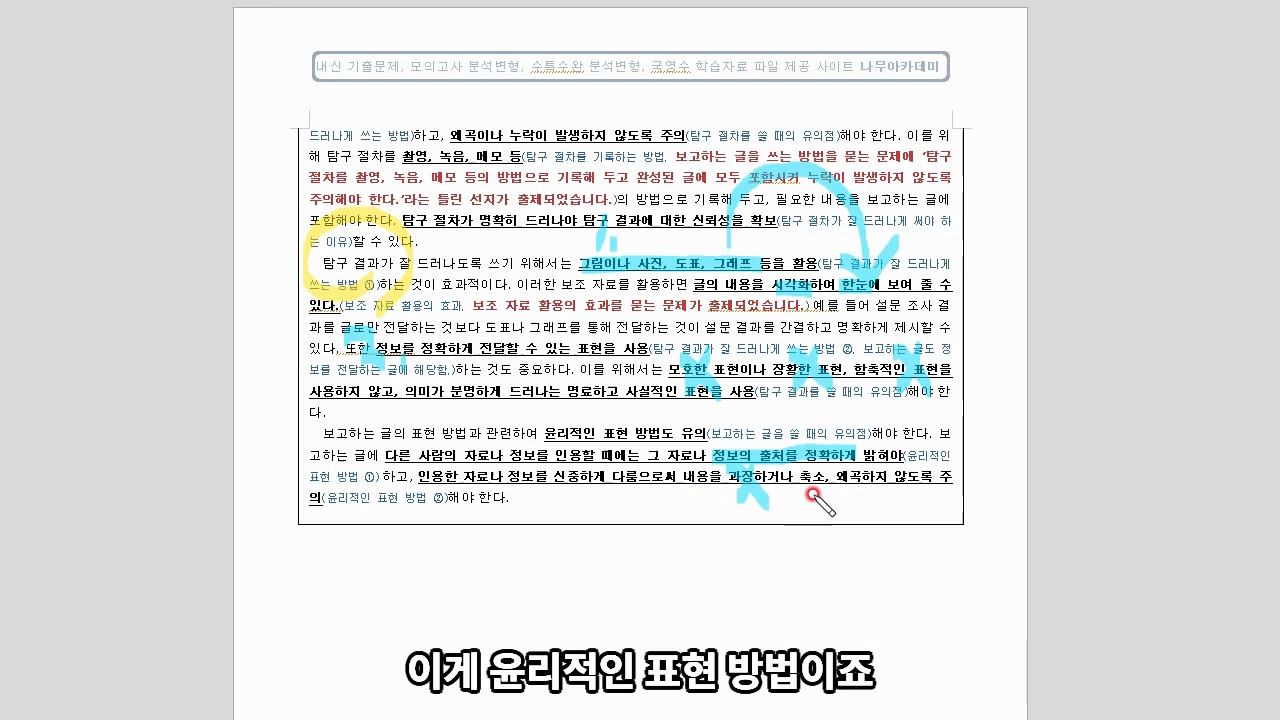 내신 기출문제, 모의고사 분석변형, 수특수완 분석변형, 국영수 학습자료 파일 제공 사이트 나무아카데미
드러나게 쓰는 방법)하고, 왜곡이나 누락이 발생하지 않도록 주의(탐구 절차를 쓸 때의 유의점)해야 한다. 이를 위
해 탐구 절차를 촬영, 녹음, 메모 등(탐구 절차를 기록하는 방법, 보고하는 글을 쓰는 방법을 묻는 문제에 '탐구
절차를 촬영, 녹음, 메모 등의 방법으로 기록해 두고 완성된 글에 모두 포함시켜 누락이 발생하지 않도록
주의해야 한다.'라는 틀린 선지가 출제되었습니다.)의 방법으로 기록해 두고, 필요한 내용을 보고하는 글에
포함해야 한다. 탐구 절차가 명확히 드러나야 탐구 결과에 대한 신뢰성을 확보(탐구 절차가 잘 드러나게 써야 하
는 이유)할 수 있다.
탐구 결과가 잘 드러나도록 쓰기 위해서는 그림이나 사진, 도표, 그래프 등을 활용(탐구 결과가 잘 드러나게
쓰는 방법 ①)하는 것이 효과적이다. 이러한 보조 자료를 활용하면 글의 내용을 시각화하여 한눈에 보여 줄 수
있다.(보조 자료 활용의 효과, 보조 자료 활용의 효과를 묻는 문제가 출제되었습니다.) 예를 들어 설문 조사 결
과를 글로만 전달하는 것보다 도표나 그래프를 통해 전달하는 것이 설문 결과를 간결하고 명확하게 제시할 수
있다. 또한 정보를 정확하게 전달할 수 있는 표현을 사용(탐구 결과가 잘 드러나게 쓰는 방법 ②, 보고하는 글도 정
보를 전달하는 글에 해당함.)하는 것도 중요하다. 이를 위해서는 모호한 표현이나 장황한 표현, 함축적인 표현을
사용하지 않고, 의미가 분명하게 드러나는 명료하고 사실적인 표현을 사용(탐구 결과를 쓸 때의 유의점)해야 한
다.
보고하는 글의 표현 방법과 관련하여 윤리적인 표현 방법도 유의(보고하는 글을 쓸 때의 유의점)해야 한다. 보
고하는 글에 다른 사람의 자료나 정보를 인용할 때에는 그 자료나 정보의 출처를 정확하게 밝혀야(윤리적인
표현 방법 ①)하고, 인용한 자료나 정보를 신중하게 다룸으로써 내용을 과장하거나 축소, 왜곡하지 않도록 주
의(윤리적인 표현 방법 ②)해야 한다.
이게 윤리적인 표현 방법이죠